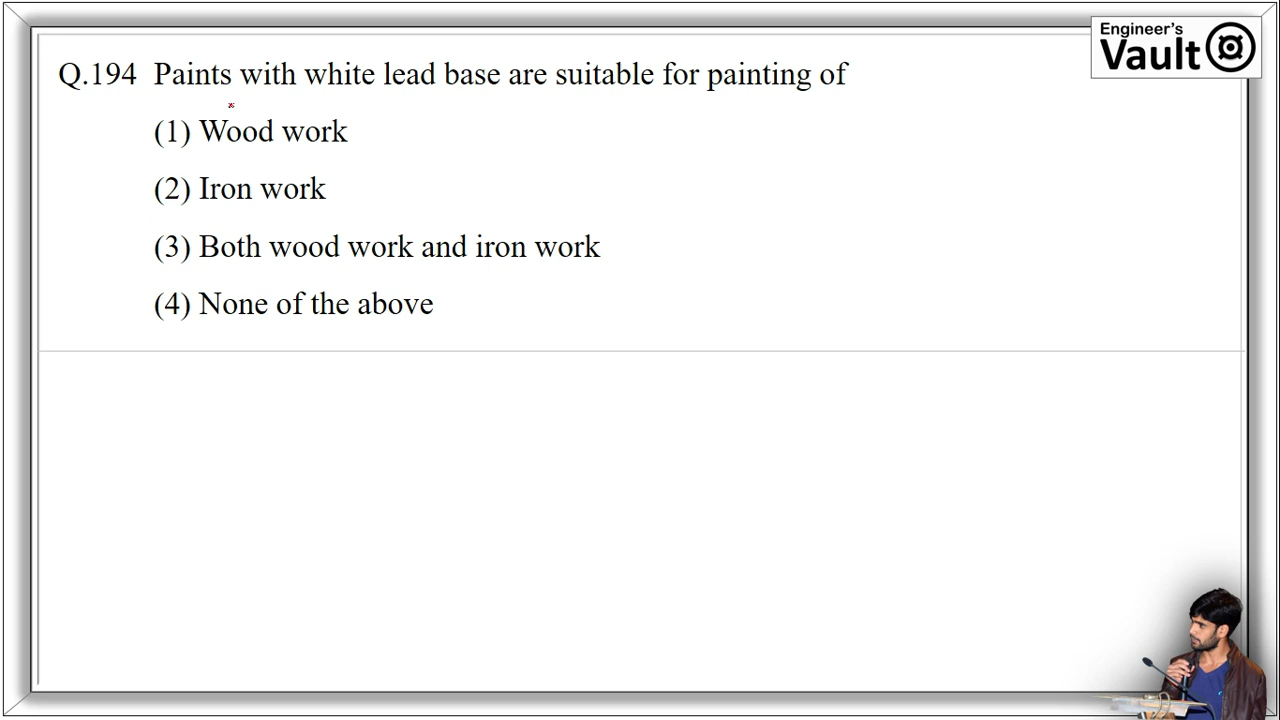 Engineer's
Vault
Q.194 Paints with white lead base are suitable for painting of
(1) Wood work
(2) Iron work
(3) Both wood work and iron work
(4) None of the above